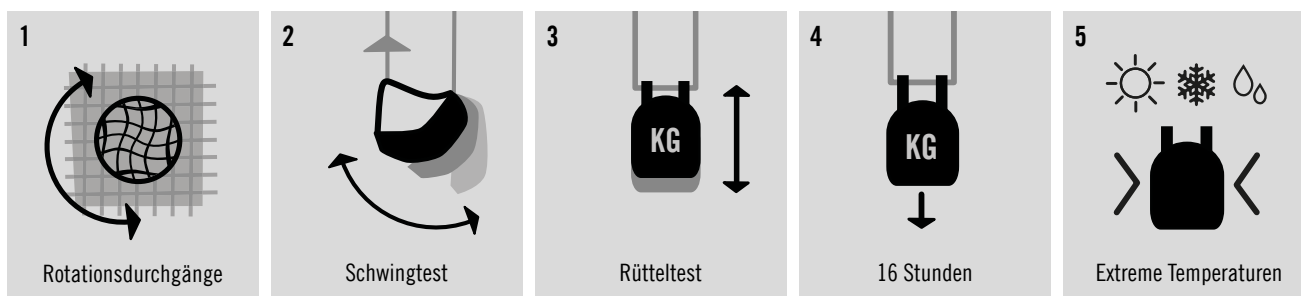 1
Rotationsdurchgänge
2
Schwingtest
3
KG
Rütteltest
4
KG
16 Stunden
5
Extreme Temperaturen